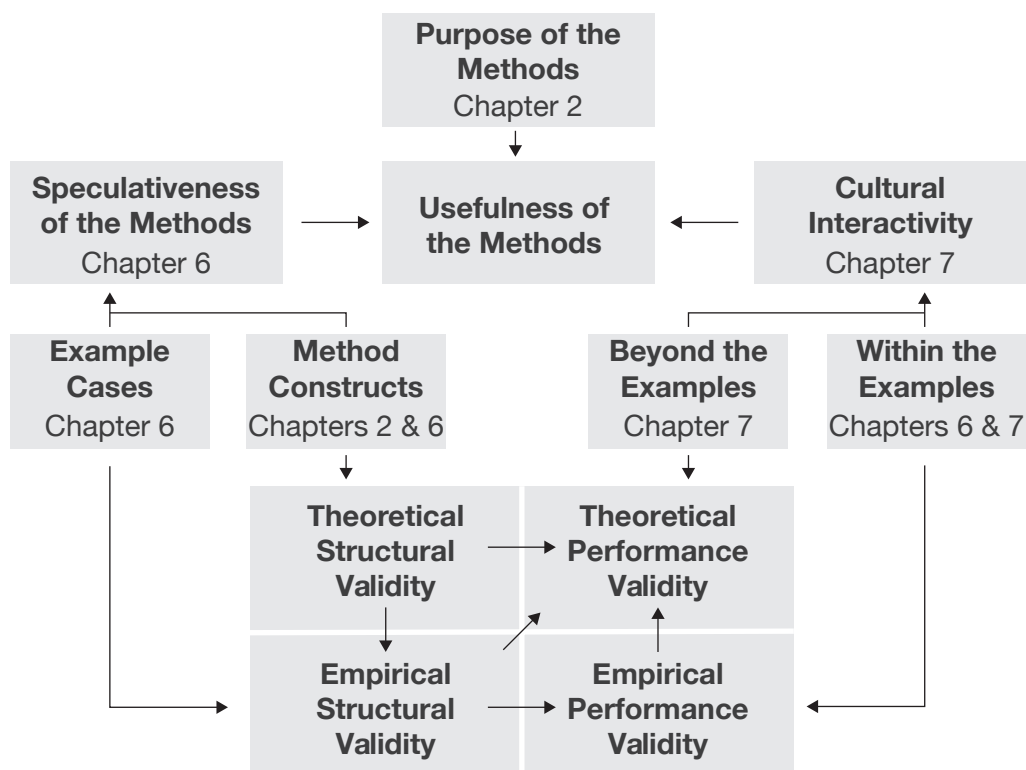 Purpose of the
Methods
Chapter 2
Speculativeness
of the Methods
Chapter 6
Usefulness of
the Methods
Cultural
Interactivity
Chapter 7
Example
Cases
Chapter 6
Method
Constructs
Chapters 2 & 6
Beyond the
Examples
Chapter 7
Within the
Examples
Chapters 6 & 7
Theoretical
Structural
Validity
Theoretical
Performance
Validity
Empirical
Structural
Validity
Empirical
Performance
Validity